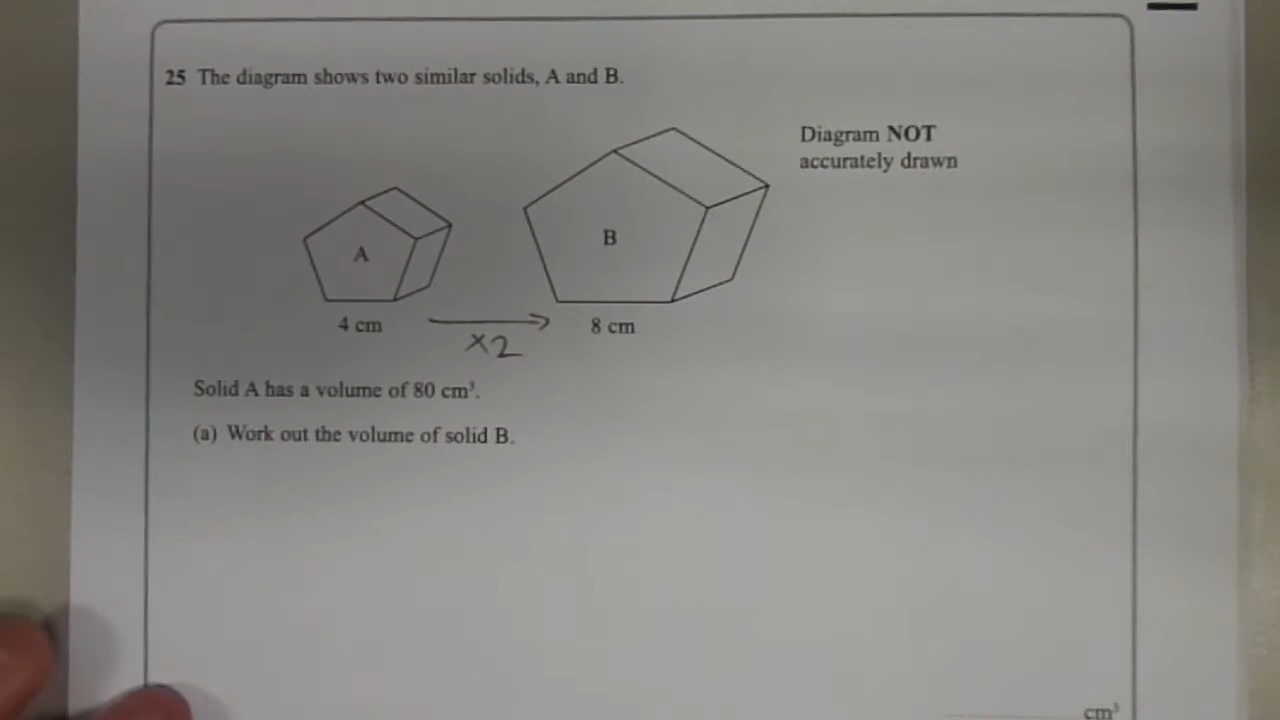 25 The diagram shows two similar solids, A and B.
Diagram NOT
accurately drawn
A
B
4 cm
8 cm
×2
Solid A has a volume of 80 cm³.
(a) Work out the volume of solid B.
cm³